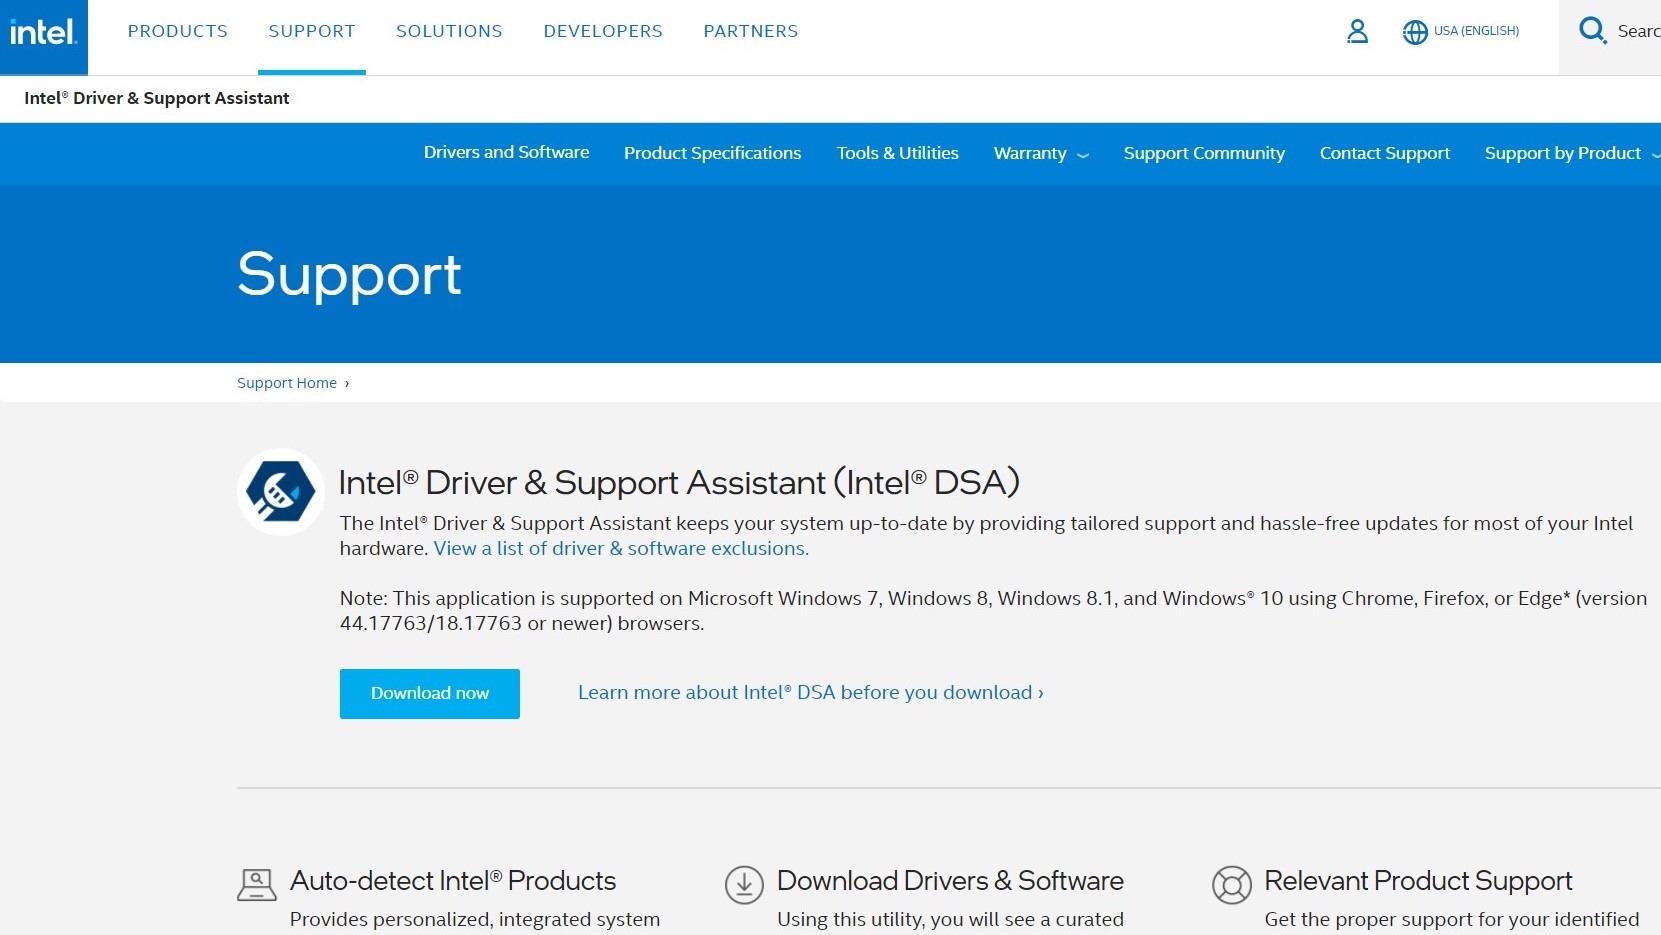 intel.
PRODUCTS SUPPORT SOLUTIONS DEVELOPERS PARTNERS USA (ENGLISH)
Intel® Driver & Support Assistant
Drivers and Software Product Specifications Tools & Utilities Warranty Support Community Contact Support Support by Product
Support
Support Home ›
Intel® Driver & Support Assistant (Intel® DSA)
The Intel® Driver & Support Assistant keeps your system up-to-date by providing tailored support and hassle-free updates for most of your Intel
hardware. View a list of driver & software exclusions.
Note: This application is supported on Microsoft Windows 7, Windows 8, Windows 8.1, and Windows® 10 using Chrome, Firefox, or Edge* (version
44.17763/18.17763 or newer) browsers.
Download now Learn more about Intel® DSA before you download ›
Auto-detect Intel® Products Download Drivers & Software Relevant Product Support
Provides personalized, integrated system Using this utility, you will see a curated Get the proper support for your identified